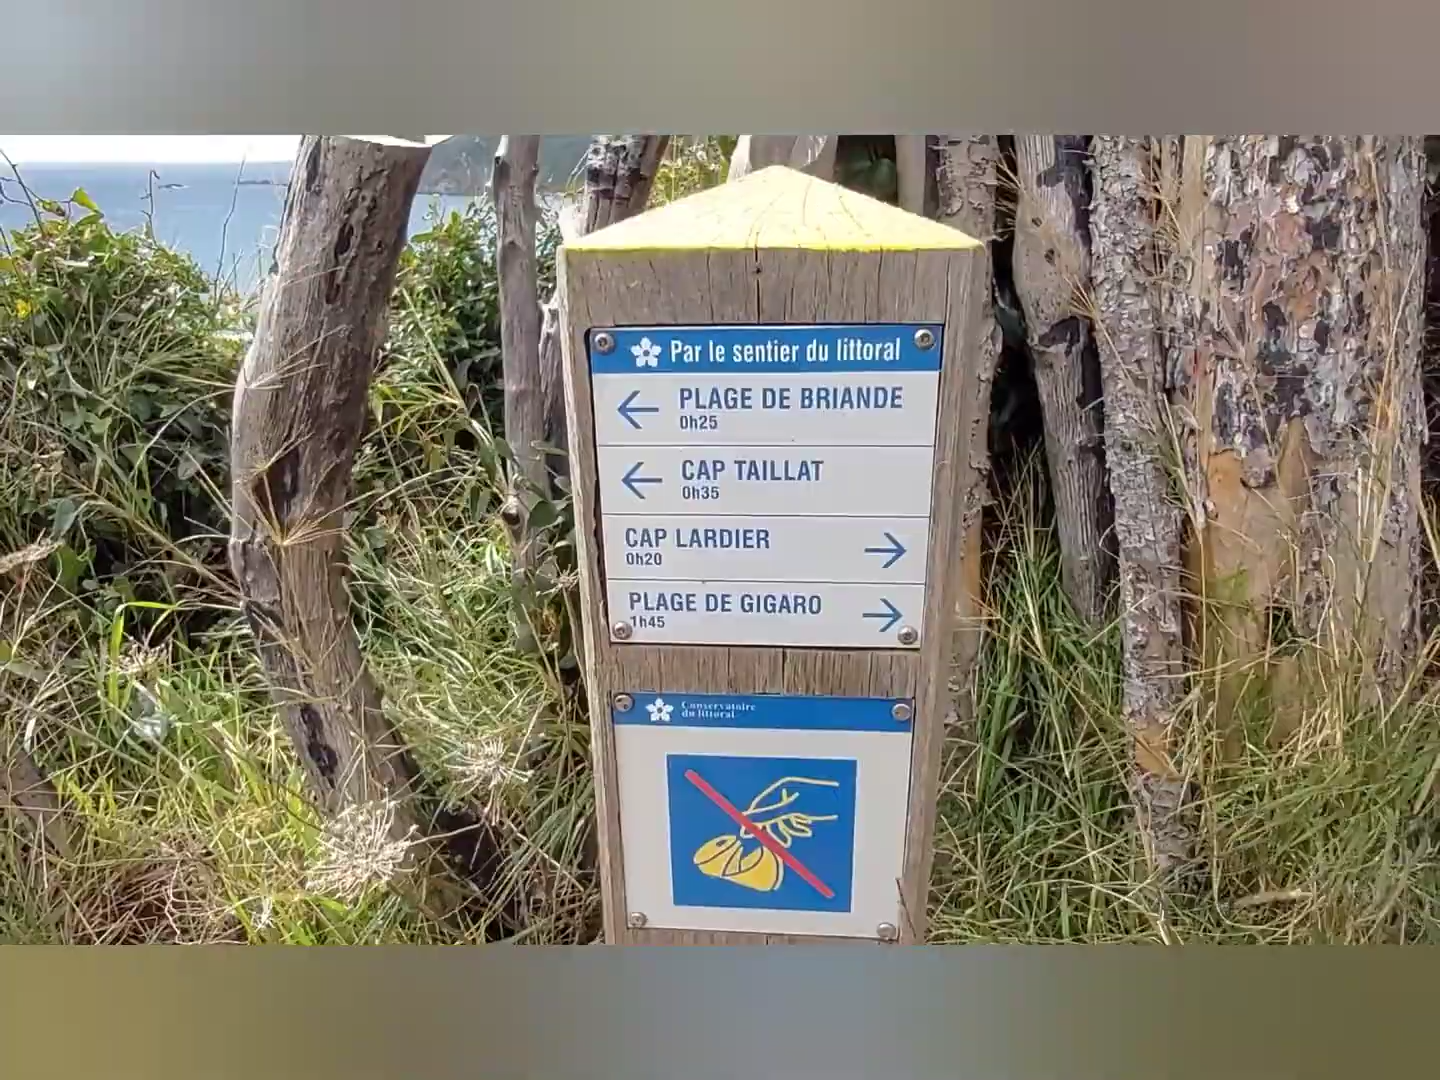 Par le sentier du littoral
PLAGE DE BRIANDE
0h25
CAP TAILLAT
0h35
CAP LARDIER
0h20
PLAGE DE GIGARO
1h45
Conservatoire
du littoral